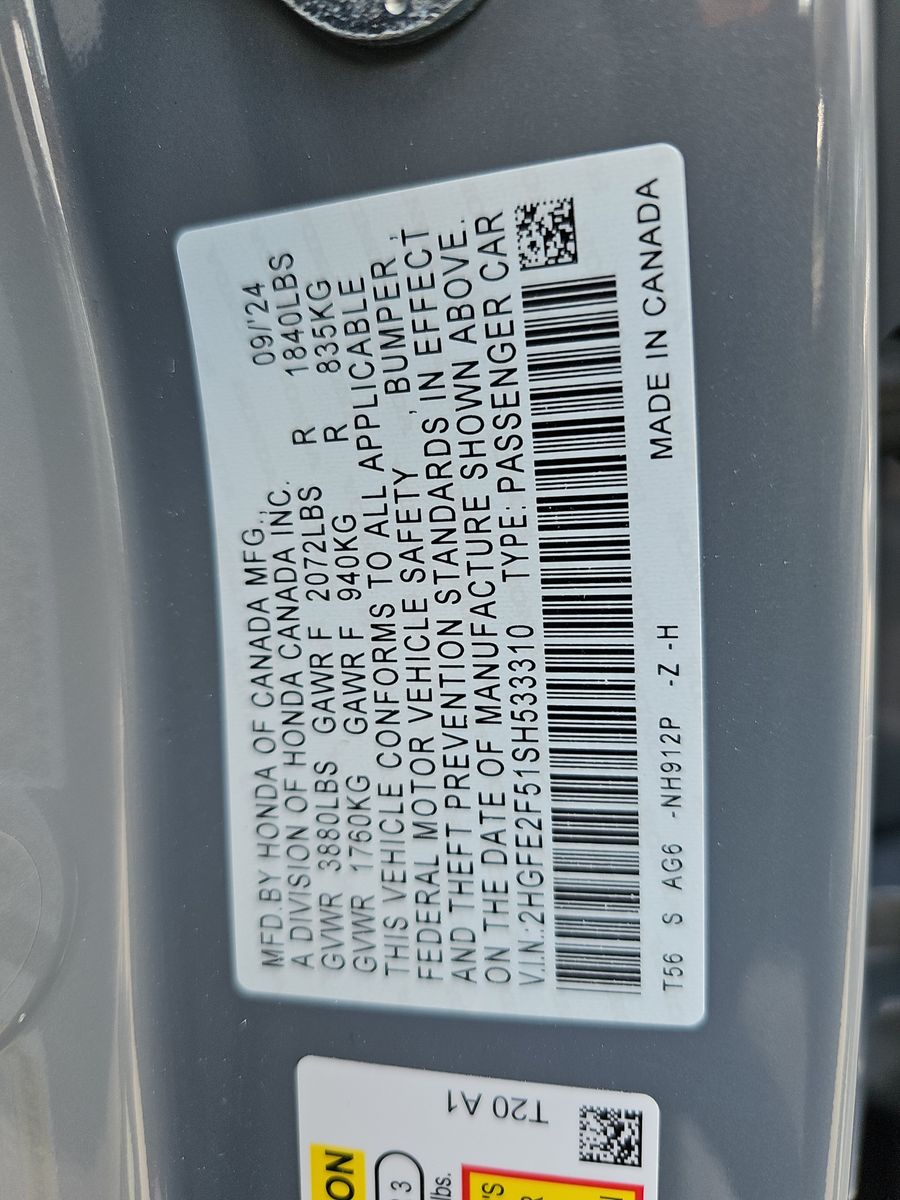 MFD.BY HONDA OF CANADA MFG., 09/'24
A DIVISION OF HONDA CANADA INC.
GVWR 3880LBS GAWR F 2072LBS R 1840LBS
GVWR 1760KG GAWR F 940KG R 835KG
THIS VEHICLE CONFORMS TO ALL APPLICABLE
FEDERAL MOTOR VEHICLE SAFETY, BUMPER,
AND THEFT PREVENTION STANDARDS IN EFFECT
ON THE DATE OF MANUFACTURE SHOWN ABOVE.
V.I.N.:2HGFE2F51SH533310 TYPE: PASSENGER CAR
T56 S AG6 -NH912P -Z -H MADE IN CANADA
T20 A1
ON
3
lbs.
'S
R